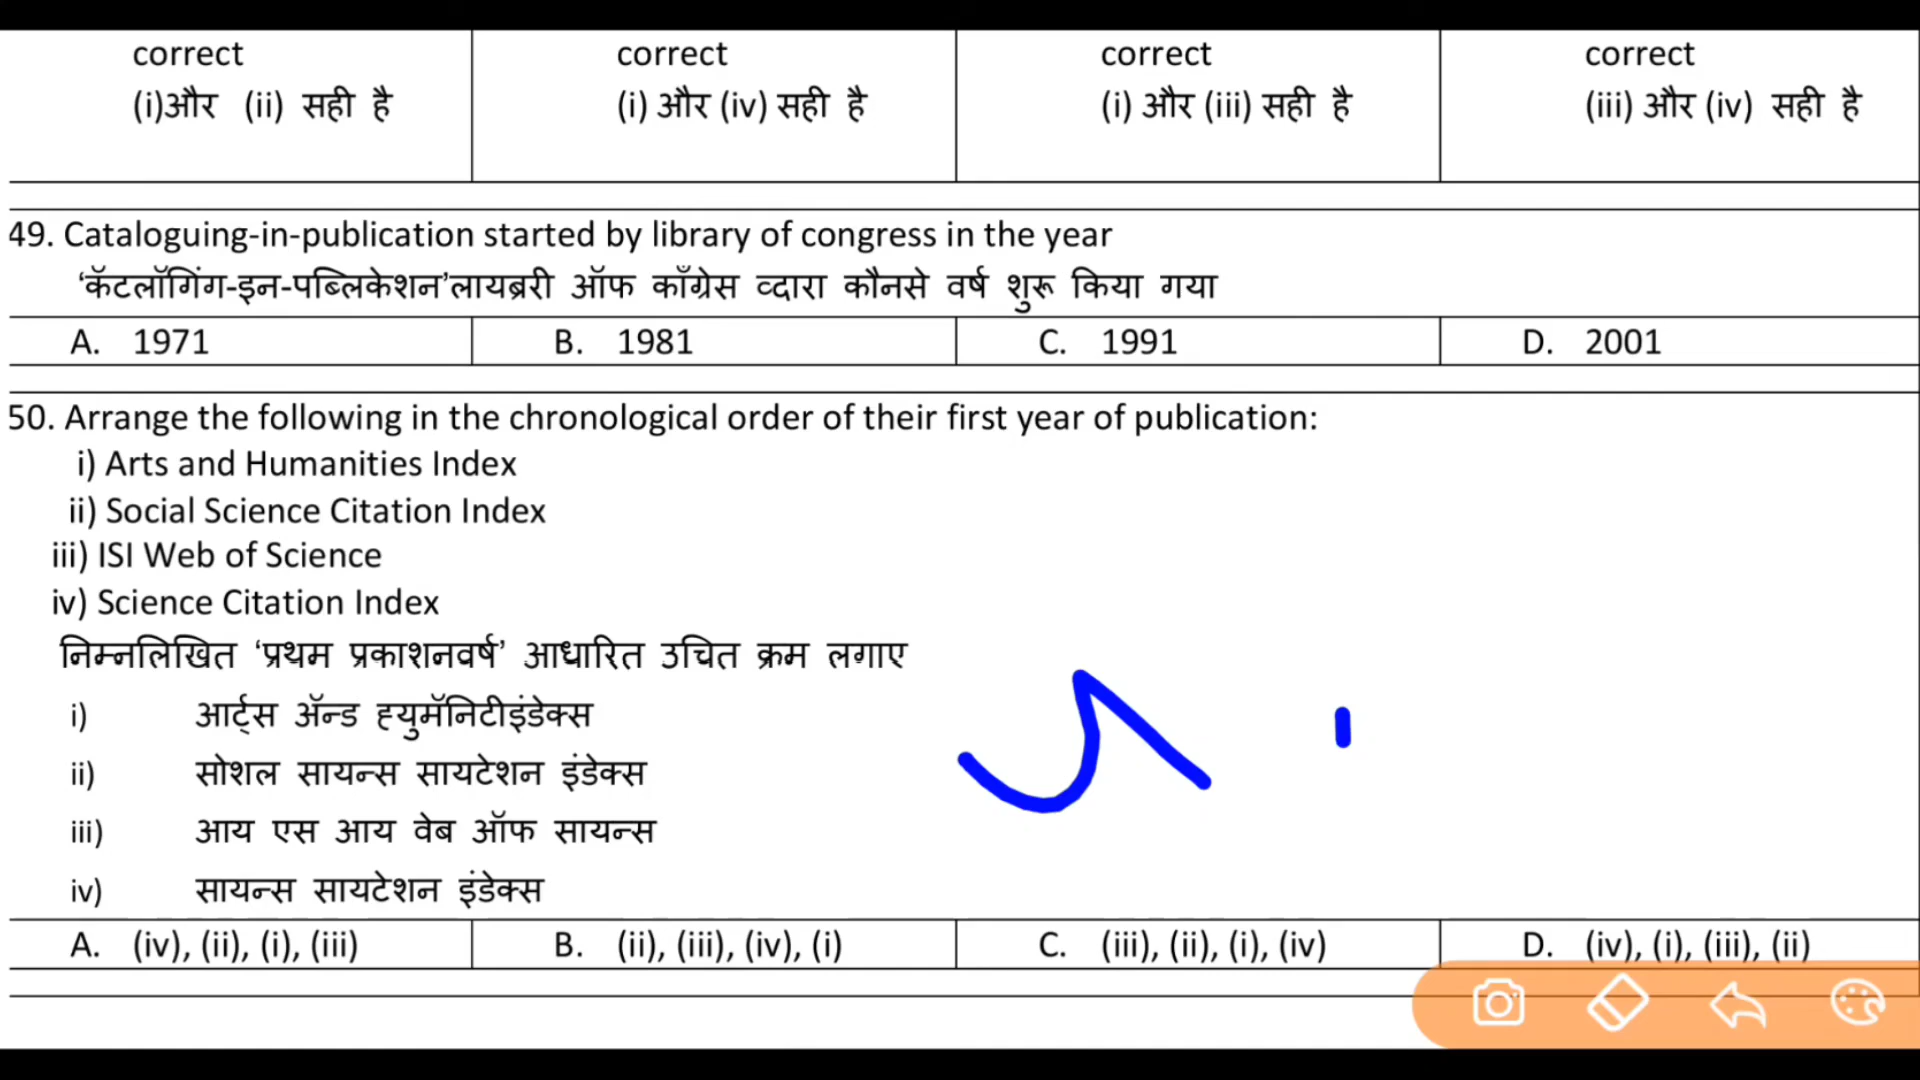 correct correct correct correct
(i)और (ii) सही है (i) और (iv) सही है (i) और (iii) सही है (iii) और (iv) सही है
49. Cataloguing-in-publication started by library of congress in the year
‘कॅटलॉगिंग-इन-पब्लिकेशन’लायब्ररी ऑफ काँग्रेस व्दारा कौनसे वर्ष शुरू किया गया
A. 1971 B. 1981 C. 1991 D. 2001
50. Arrange the following in the chronological order of their first year of publication:
i) Arts and Humanities Index
ii) Social Science Citation Index
iii) ISI Web of Science
iv) Science Citation Index
निम्नलिखित ‘प्रथम प्रकाशनवर्ष’ आधारित उचित क्रम लगाए
i) आर्ट्स ॲन्ड ह्युमॅनिटीइंडेक्स
ii) सोशल सायन्स सायटेशन इंडेक्स
iii) आय एस आय वेब ऑफ सायन्स
iv) सायन्स सायटेशन इंडेक्स
A. (iv), (ii), (i), (iii) B. (ii), (iii), (iv), (i) C. (iii), (ii), (i), (iv) D. (iv), (i), (iii), (ii)